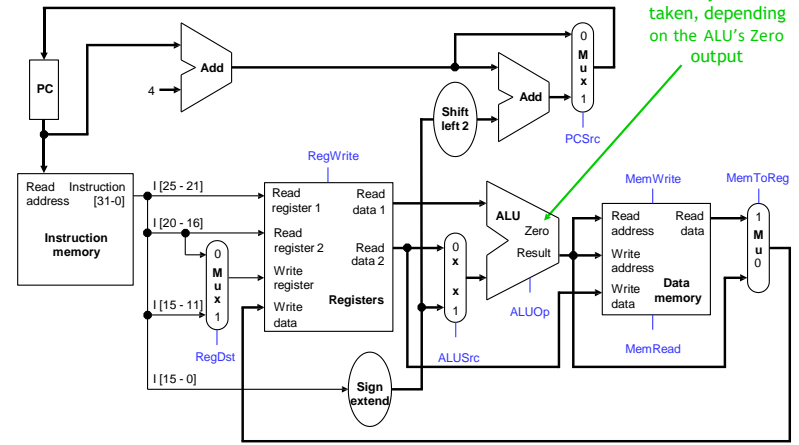 taken, depending
on the ALU's Zero
output
0
M
u
x
1
PCSrc
Add
4
PC
Add
Shift
left 2
RegWrite
MemWrite
MemToReg
Read
address
Instruction
[31-0]
Instruction
memory
I [25 - 21]
I [20 - 16]
I [15 - 11]
I [15 - 0]
0
M
u
x
1
RegDst
Read
register 1
Read
data 1
Read
register 2
Read
data 2
Write
register
Write
data
Registers
Sign
extend
0
x
x
1
ALUSrc
ALU
Zero
Result
ALUOp
Read
address
Read
data
Write
address
Write
data
Data
memory
MemRead
1
M
u
0